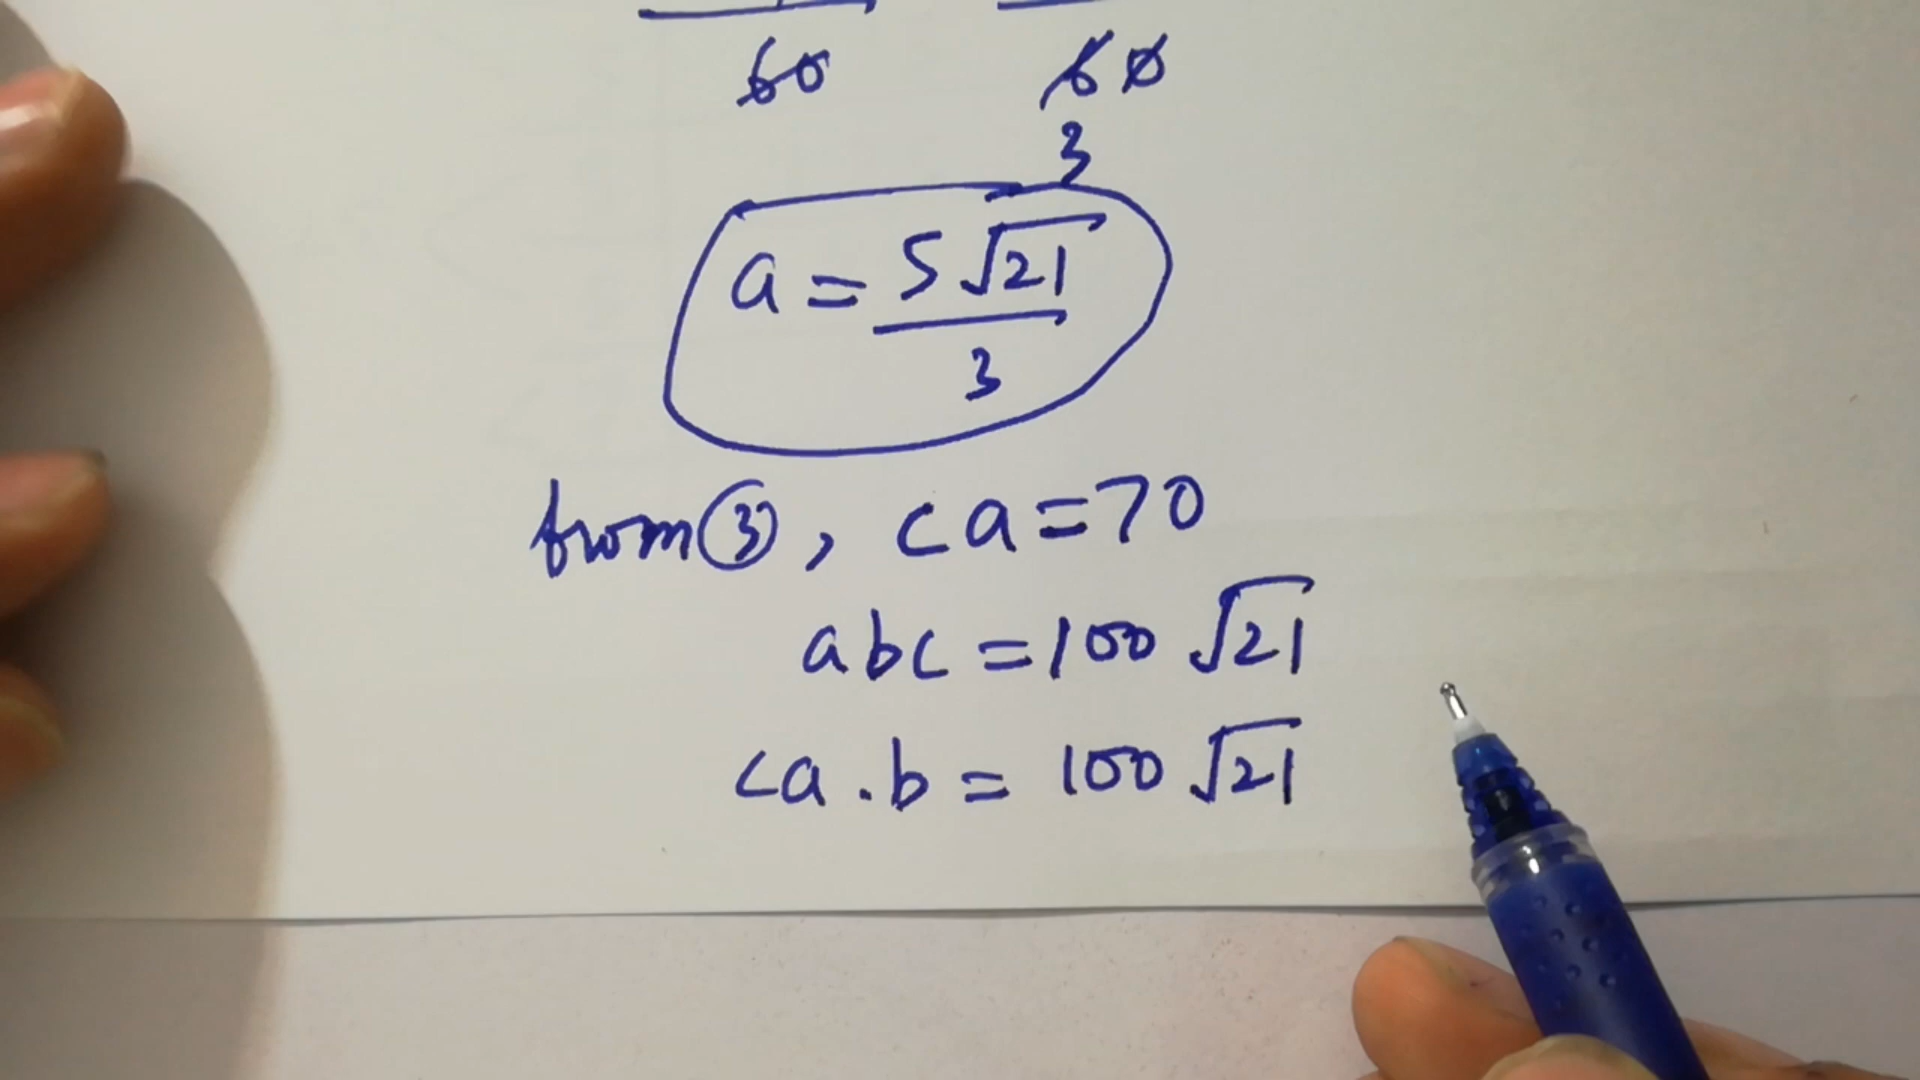 60 60
3
a = 5√21
3
from ③, ca = 70
abc = 100 √21
ca . b = 100 √21